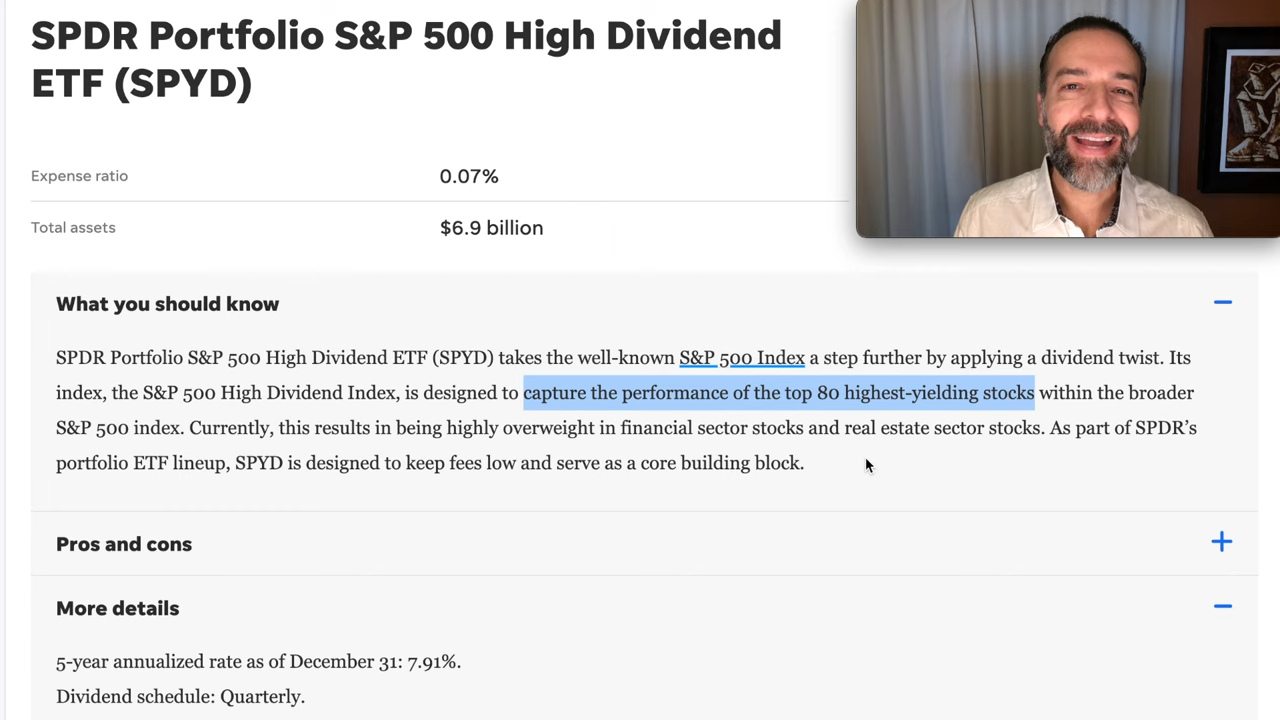 SPDR Portfolio S&P 500 High Dividend
ETF (SPYD)
Expense ratio 0.07%
Total assets $6.9 billion
What you should know
SPDR Portfolio S&P 500 High Dividend ETF (SPYD) takes the well-known S&P 500 Index a step further by applying a dividend twist. Its
index, the S&P 500 High Dividend Index, is designed to capture the performance of the top 80 highest-yielding stocks within the broader
S&P 500 index. Currently, this results in being highly overweight in financial sector stocks and real estate sector stocks. As part of SPDR’s
portfolio ETF lineup, SPYD is designed to keep fees low and serve as a core building block.
Pros and cons
More details
5-year annualized rate as of December 31: 7.91%.
Dividend schedule: Quarterly.